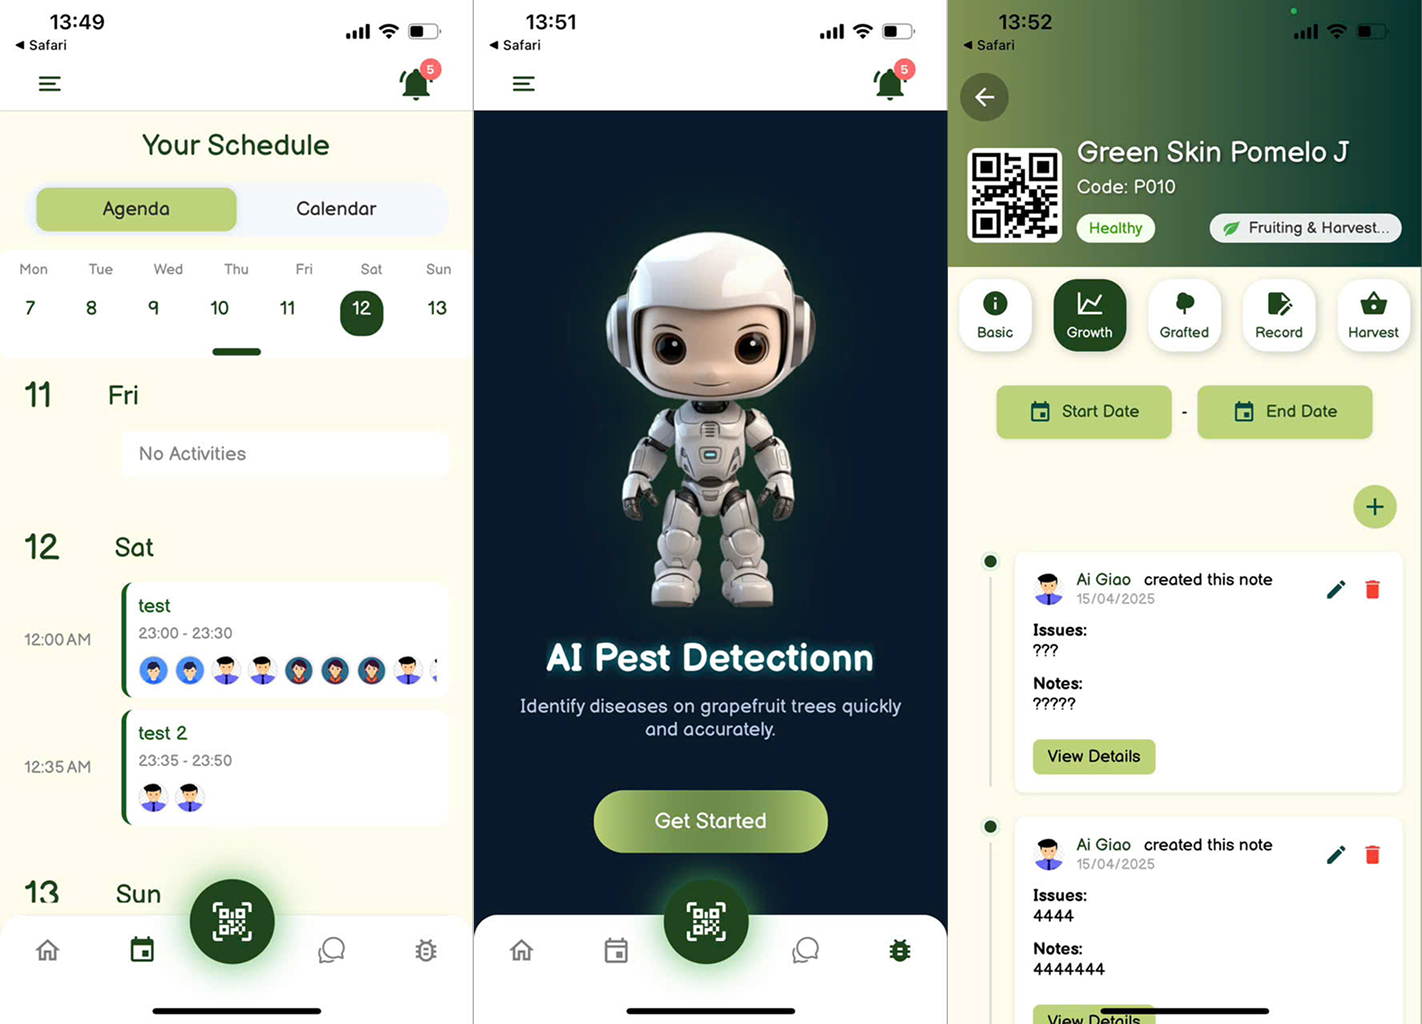 13:49
◄ Safari
5
Your Schedule
Agenda
Calendar
Mon Tue Wed Thu Fri Sat Sun
7 8 9 10 11 12 13
11 Fri
No Activities
12 Sat
12:00 AM
test
23:00 - 23:30
12:35 AM
test 2
23:35 - 23:50
13 Sun
13:51
◄ Safari
5
AI Pest Detectionn
Identify diseases on grapefruit trees quickly
and accurately.
Get Started
13:52
◄ Safari
Green Skin Pomelo J
Code: P010
Healthy
Fruiting & Harvest...
Basic Growth Grafted Record Harvest
Start Date - End Date
+
Ai Giao created this note
15/04/2025
Issues:
???
Notes:
?????
View Details
Ai Giao created this note
15/04/2025
Issues:
4444
Notes:
4444444
View Details